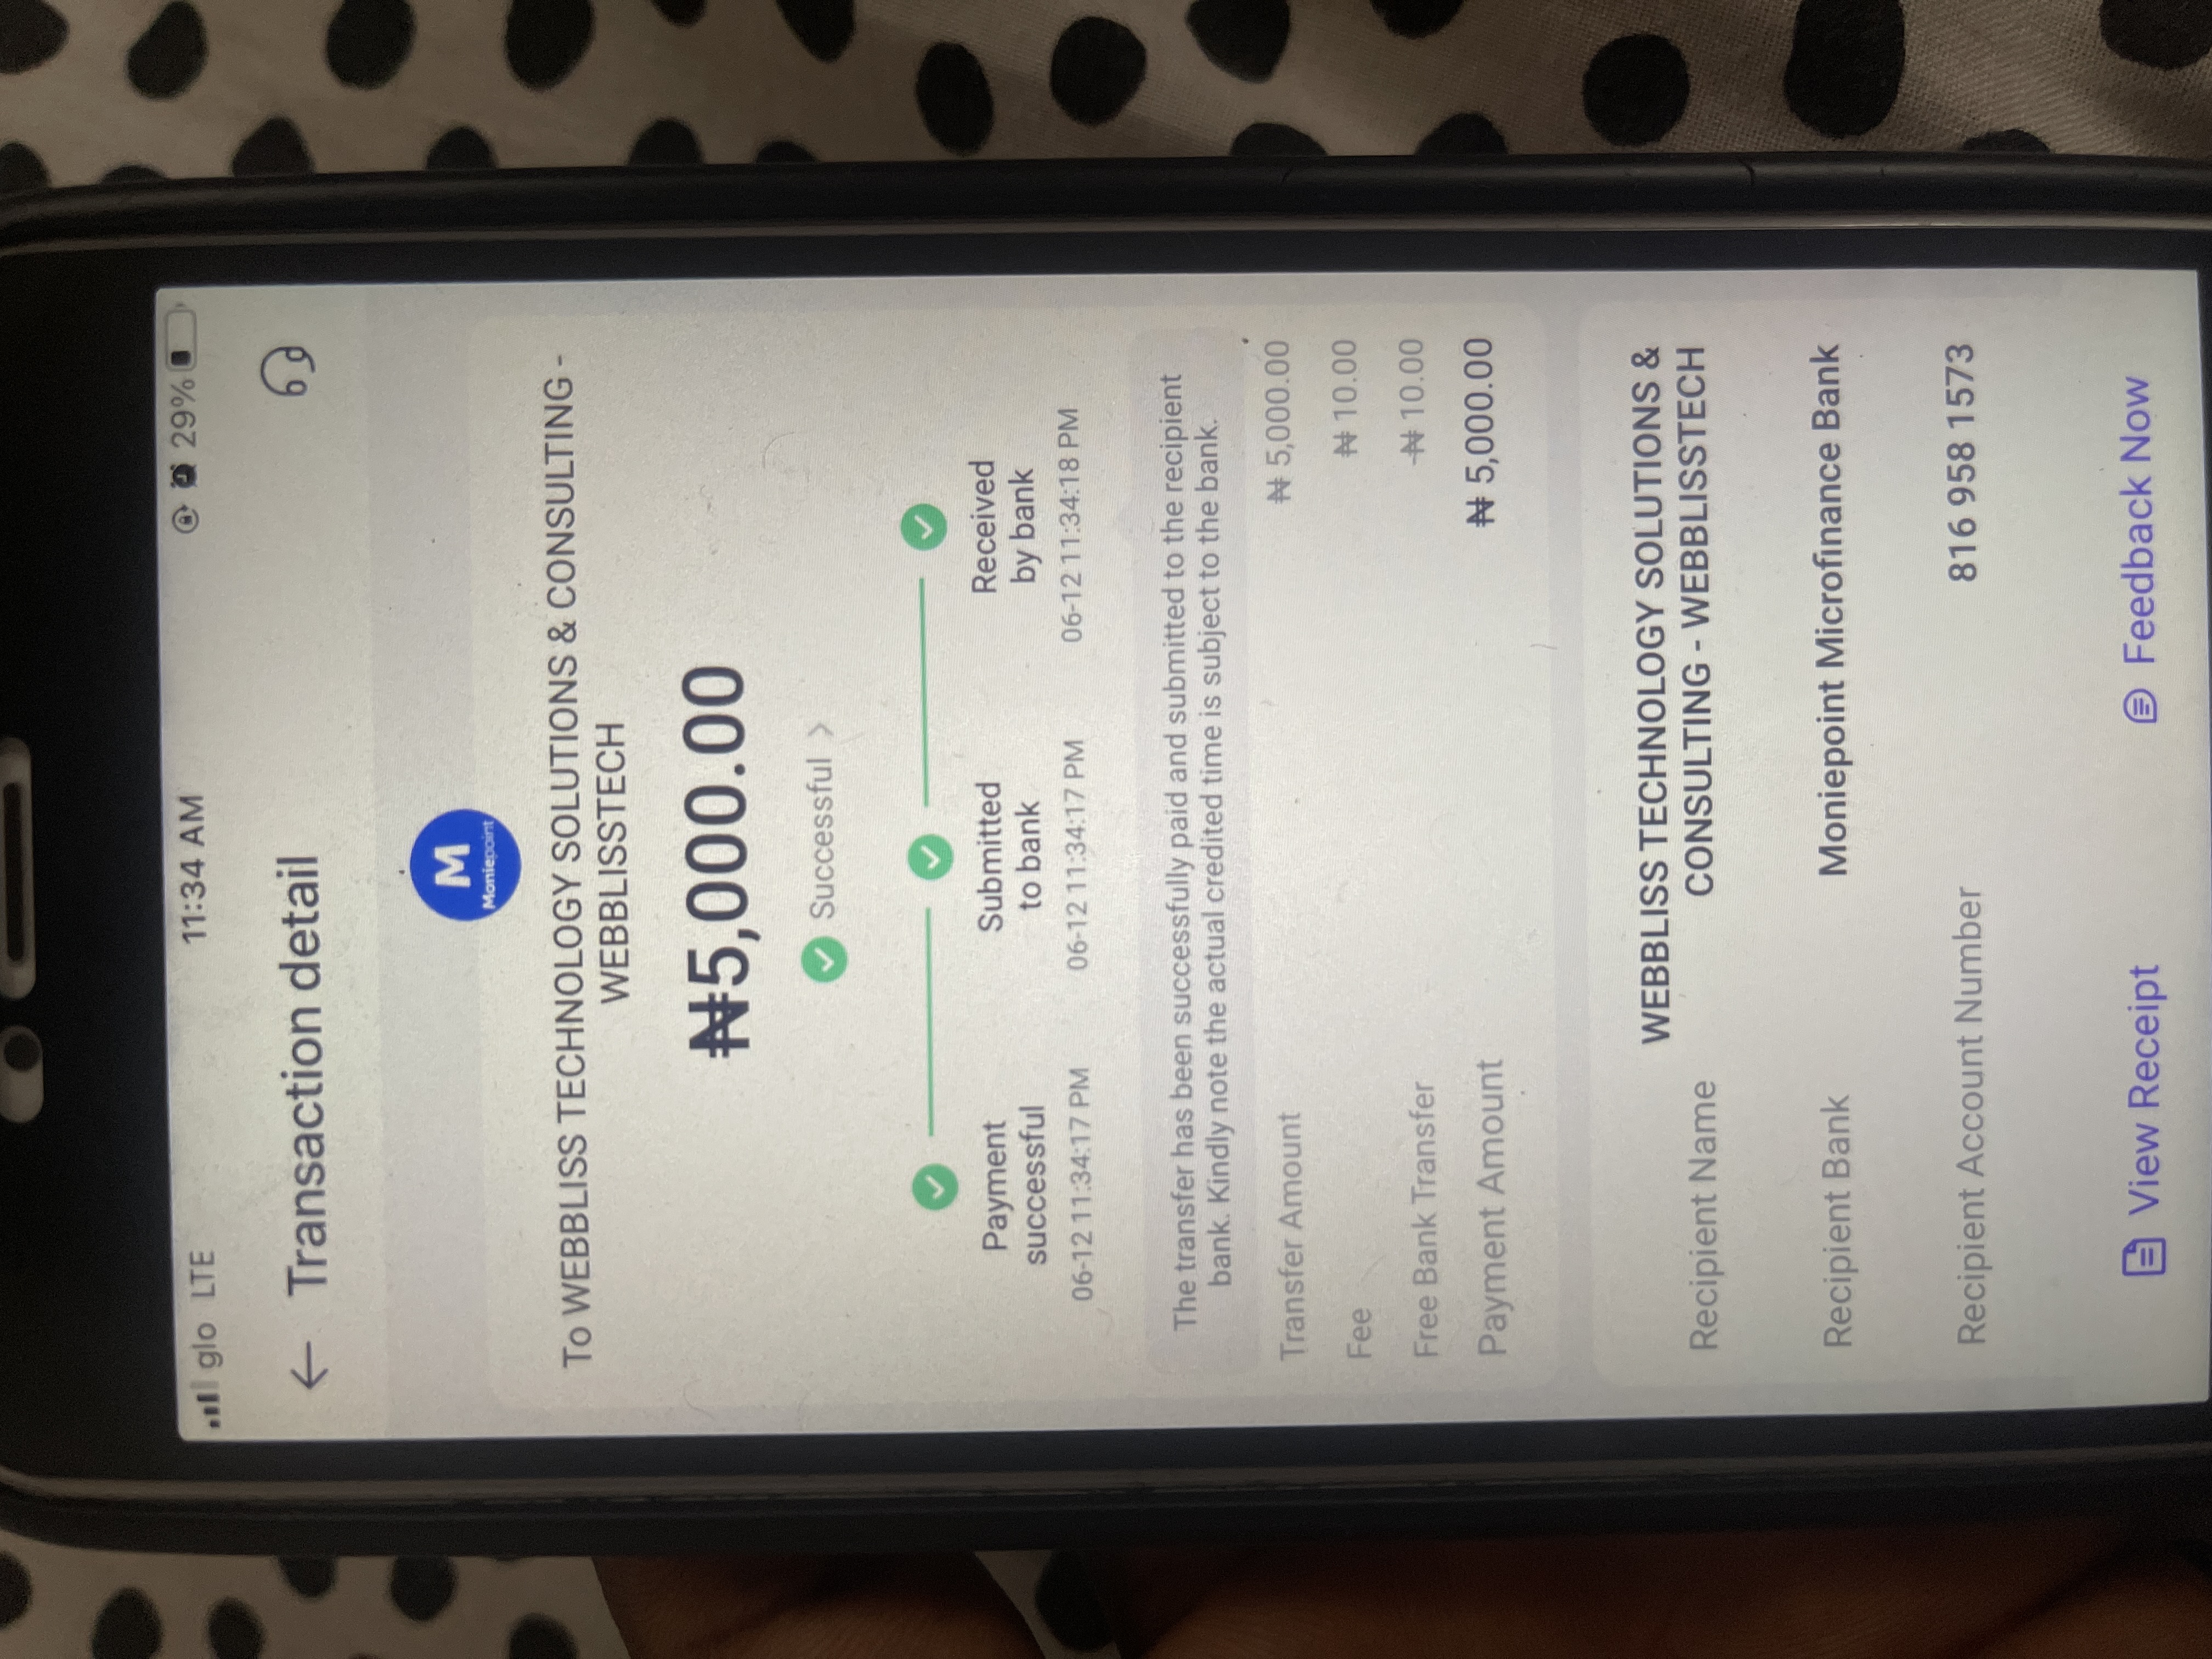 glo LTE 11:34 AM 29%
Transaction detail
M
Moniepoint
To WEBBLISS TECHNOLOGY SOLUTIONS & CONSULTING -
WEBBLISSTECH
₦5,000.00
Successful
Payment successful
06-12 11:34:17 PM
Submitted to bank
06-12 11:34:17 PM
Received by bank
06-12 11:34:18 PM
The transfer has been successfully paid and submitted to the recipient
bank. Kindly note the actual credited time is subject to the bank.
Transfer Amount ₦ 5,000.00
Fee ₦ 10.00
Free Bank Transfer -₦ 10.00
Payment Amount ₦ 5,000.00
Recipient Name WEBBLISS TECHNOLOGY SOLUTIONS &
CONSULTING - WEBBLISSTECH
Recipient Bank Moniepoint Microfinance Bank
Recipient Account Number 816 958 1573
View Receipt Feedback Now